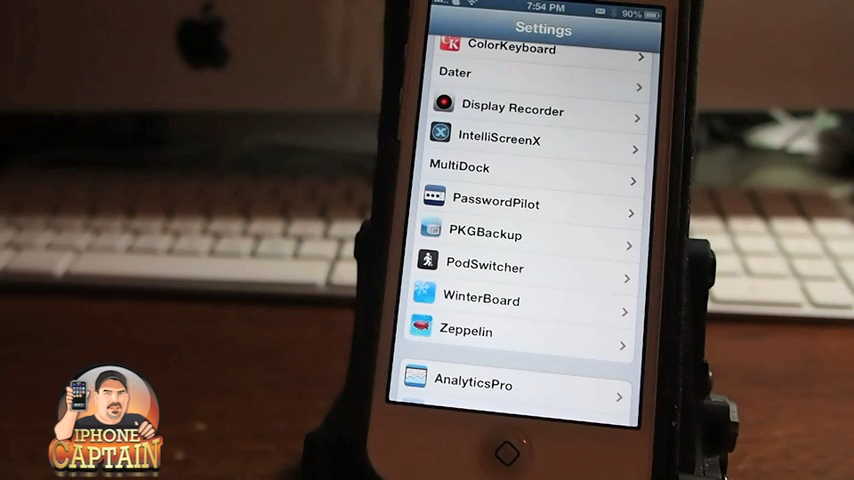 7:54 PM
90%
Settings
ColorKeyboard
Dater
Display Recorder
IntelliScreenX
MultiDock
PasswordPilot
PKGBackup
PodSwitcher
WinterBoard
Zeppelin
AnalyticsPro
IPHONE
CAPTAIN